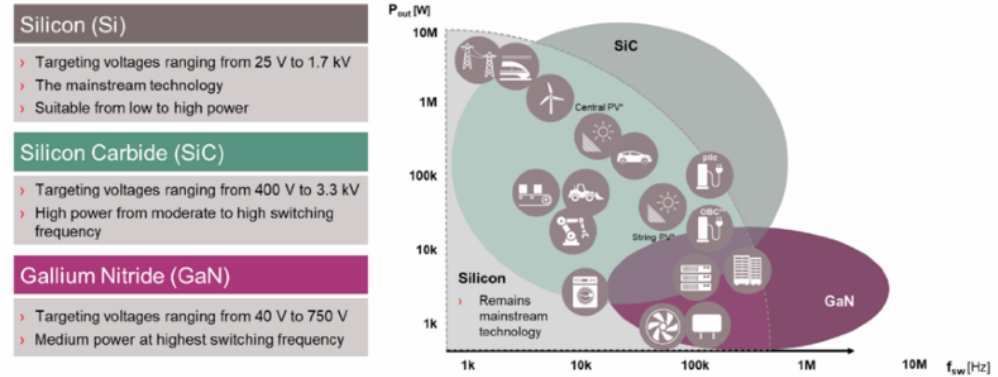 Silicon (Si)
› Targeting voltages ranging from 25 V to 1.7 kV
› The mainstream technology
› Suitable from low to high power
Silicon Carbide (SiC)
› Targeting voltages ranging from 400 V to 3.3 kV
› High power from moderate to high switching
frequency
Gallium Nitride (GaN)
› Targeting voltages ranging from 40 V to 750 V
› Medium power at highest switching frequency
Pout [W]
10M
1M
100k
10k
1k
SiC
Central PV*
pile
OBC**
String PV*
Silicon
› Remains
mainstream
technology
GaN
1k
10k
100k
1M
10M
fsw [Hz]